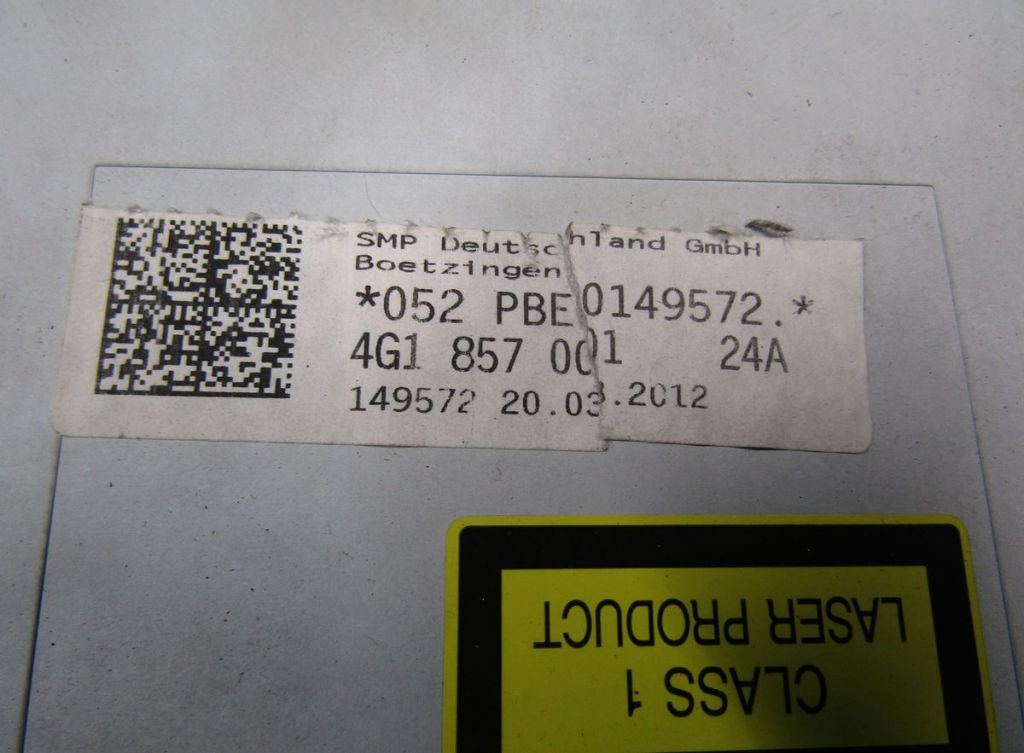 SMP Deutschland GmbH
Boetzingen
*052 PBE0149572.*
4G1 857 001 24A
149572 20.03.2012
CLASS 1
LASER PRODUCT